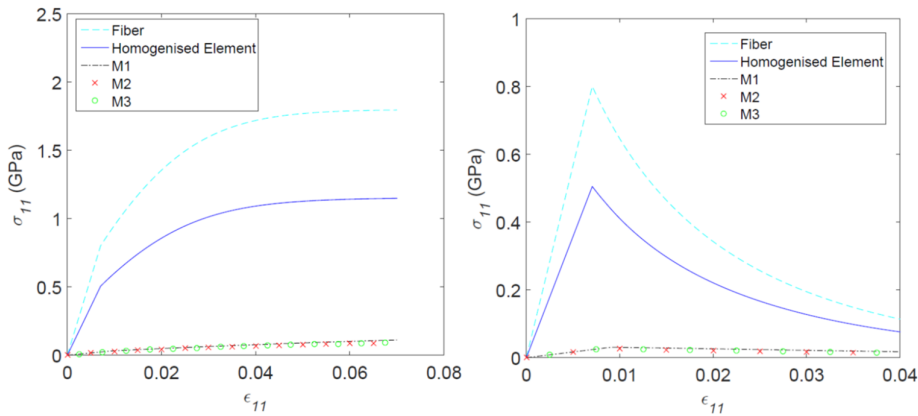 2.5
2
1.5
1
0.5
0
σ11 (GPa)
Fiber
Homogenised Element
M1
M2
M3
0 0.02 0.04 0.06 0.08
ϵ11
1
0.8
0.6
0.4
0.2
0
σ11 (GPa)
Fiber
Homogenised Element
M1
M2
M3
0 0.01 0.02 0.03 0.04
ϵ11